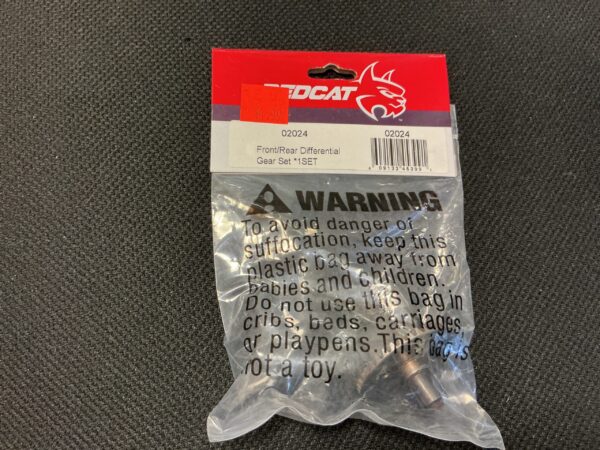 REDCAT
02024 02024
Front/Rear Differential
Gear Set *1SET
WARNING
To avoid danger of
suffocation, keep this
plastic bag away from
babies and children.
Do not use this bag in
cribs, beds, carriages,
or playpens. This bag is
not a toy.